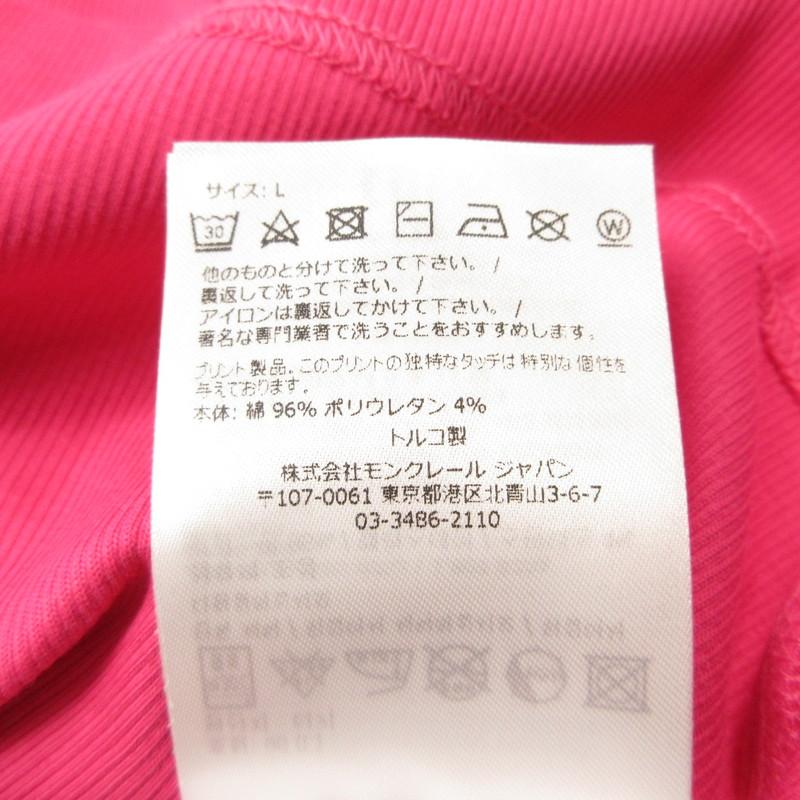 サイズ: L
30 W
他のものと分けて洗って下さい。 /
裏返して洗って下さい。 /
アイロンは裏返してかけて下さい。 /
著名な専門業者で洗うことをおすすめします。
プリント製品。このプリントの独特なタッチは特別な個性を
与えております。
本体: 綿 96% ポリウレタン 4%
トルコ製
株式会社モンクレール ジャパン
〒107-0061 東京都港区北青山3-6-7
03-3486-2110